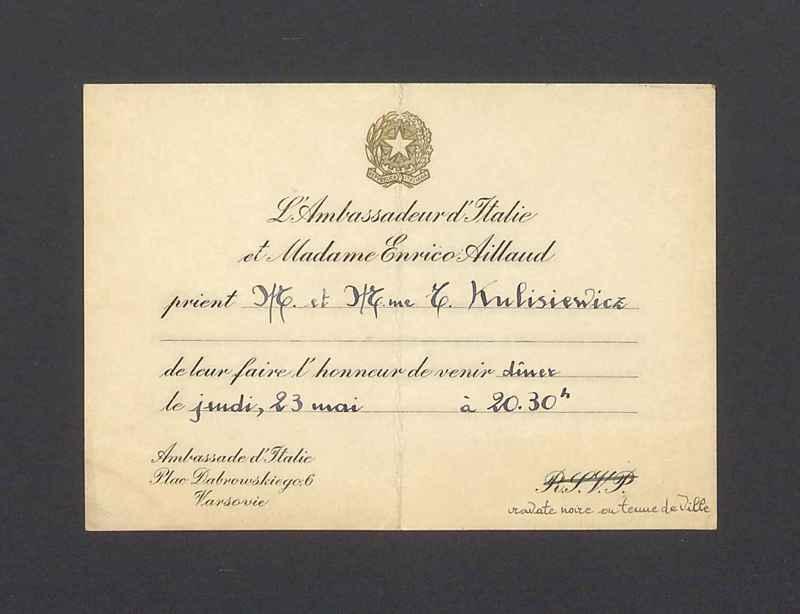 L'Ambassadeur d'Italie
et Madame Enrico Aillaud
prient M. et Mme T. Kulisiewicz
de leur faire l'honneur de venir dîner
le jeudi, 23 mai à 20.30 h
Ambassade d'Italie
Plac Dabrowskiego 6
Varsovie
R.S.V.P.
cravate noire ou tenue de ville